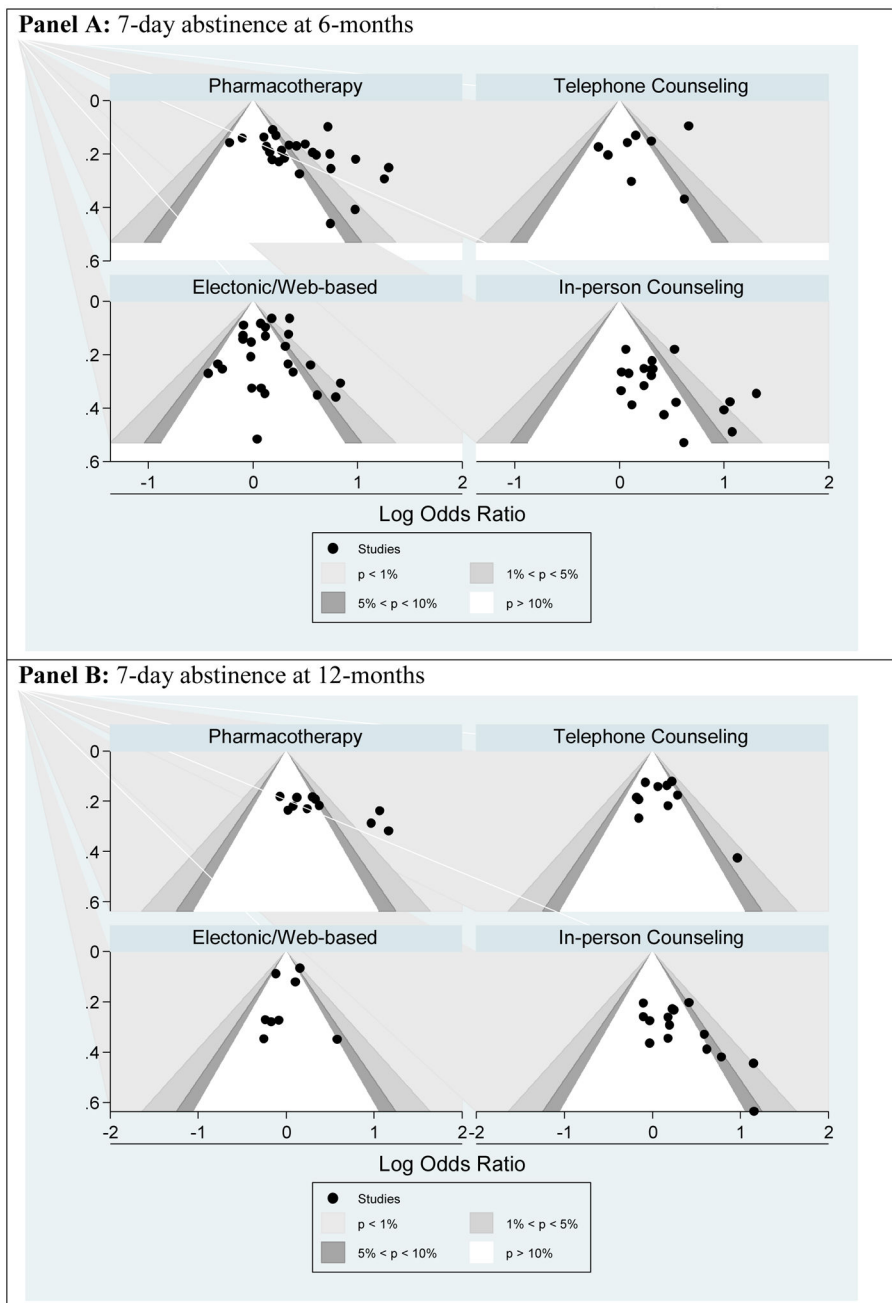 Panel A: 7-day abstinence at 6-months
Pharmacotherapy Telephone Counseling
0
.2
.4
.6
Electonic/Web-based In-person Counseling
0
.2
.4
.6
-1 0 1 2 -1 0 1 2
Log Odds Ratio
Studies
p < 1% 1% < p < 5%
5% < p < 10% p > 10%
Panel B: 7-day abstinence at 12-months
Pharmacotherapy Telephone Counseling
0
.2
.4
.6
Electonic/Web-based In-person Counseling
0
.2
.4
.6
-2 -1 0 1 2 -2 -1 0 1 2
Log Odds Ratio
Studies
p < 1% 1% < p < 5%
5% < p < 10% p > 10%